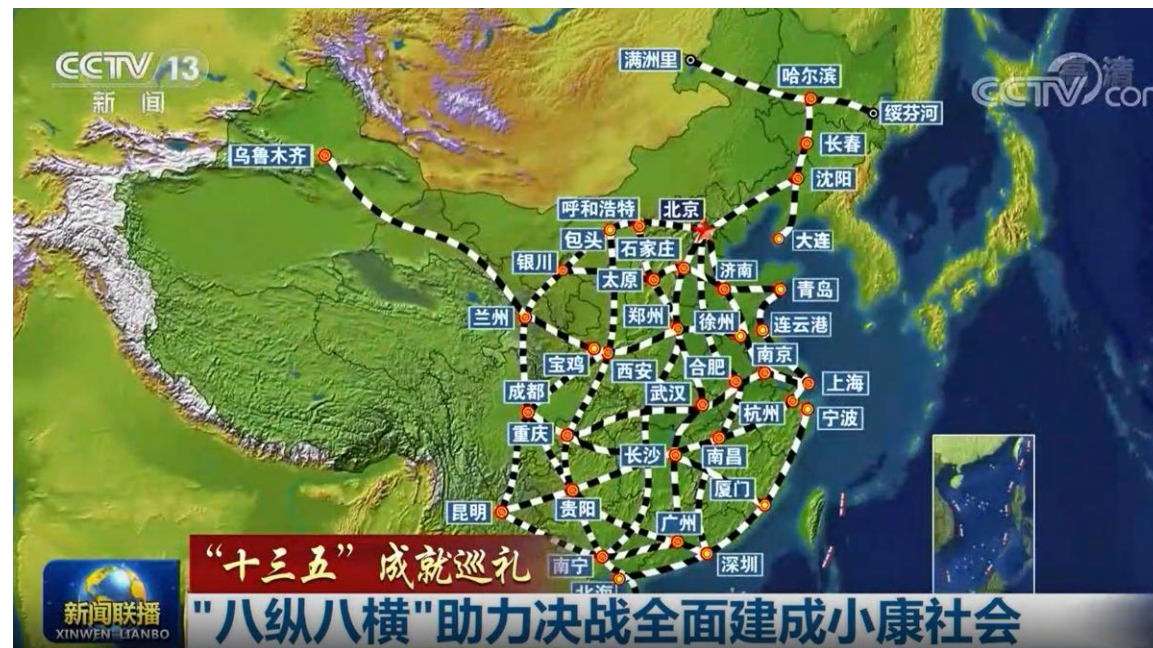 CCTV 13
新闻
高清
CCTV.com
满洲里
哈尔滨
绥芬河
长春
乌鲁木齐
沈阳
呼和浩特
北京
包头
石家庄
大连
银川
太原
济南
青岛
兰州
郑州
徐州
连云港
宝鸡
西安
合肥
南京
成都
武汉
杭州
上海
宁波
重庆
长沙
南昌
厦门
昆明
贵阳
广州
南宁
深圳
北海
“十三五”成就巡礼
新闻联播
XINWEN LIANBO
"八纵八横"助力决战全面建成小康社会